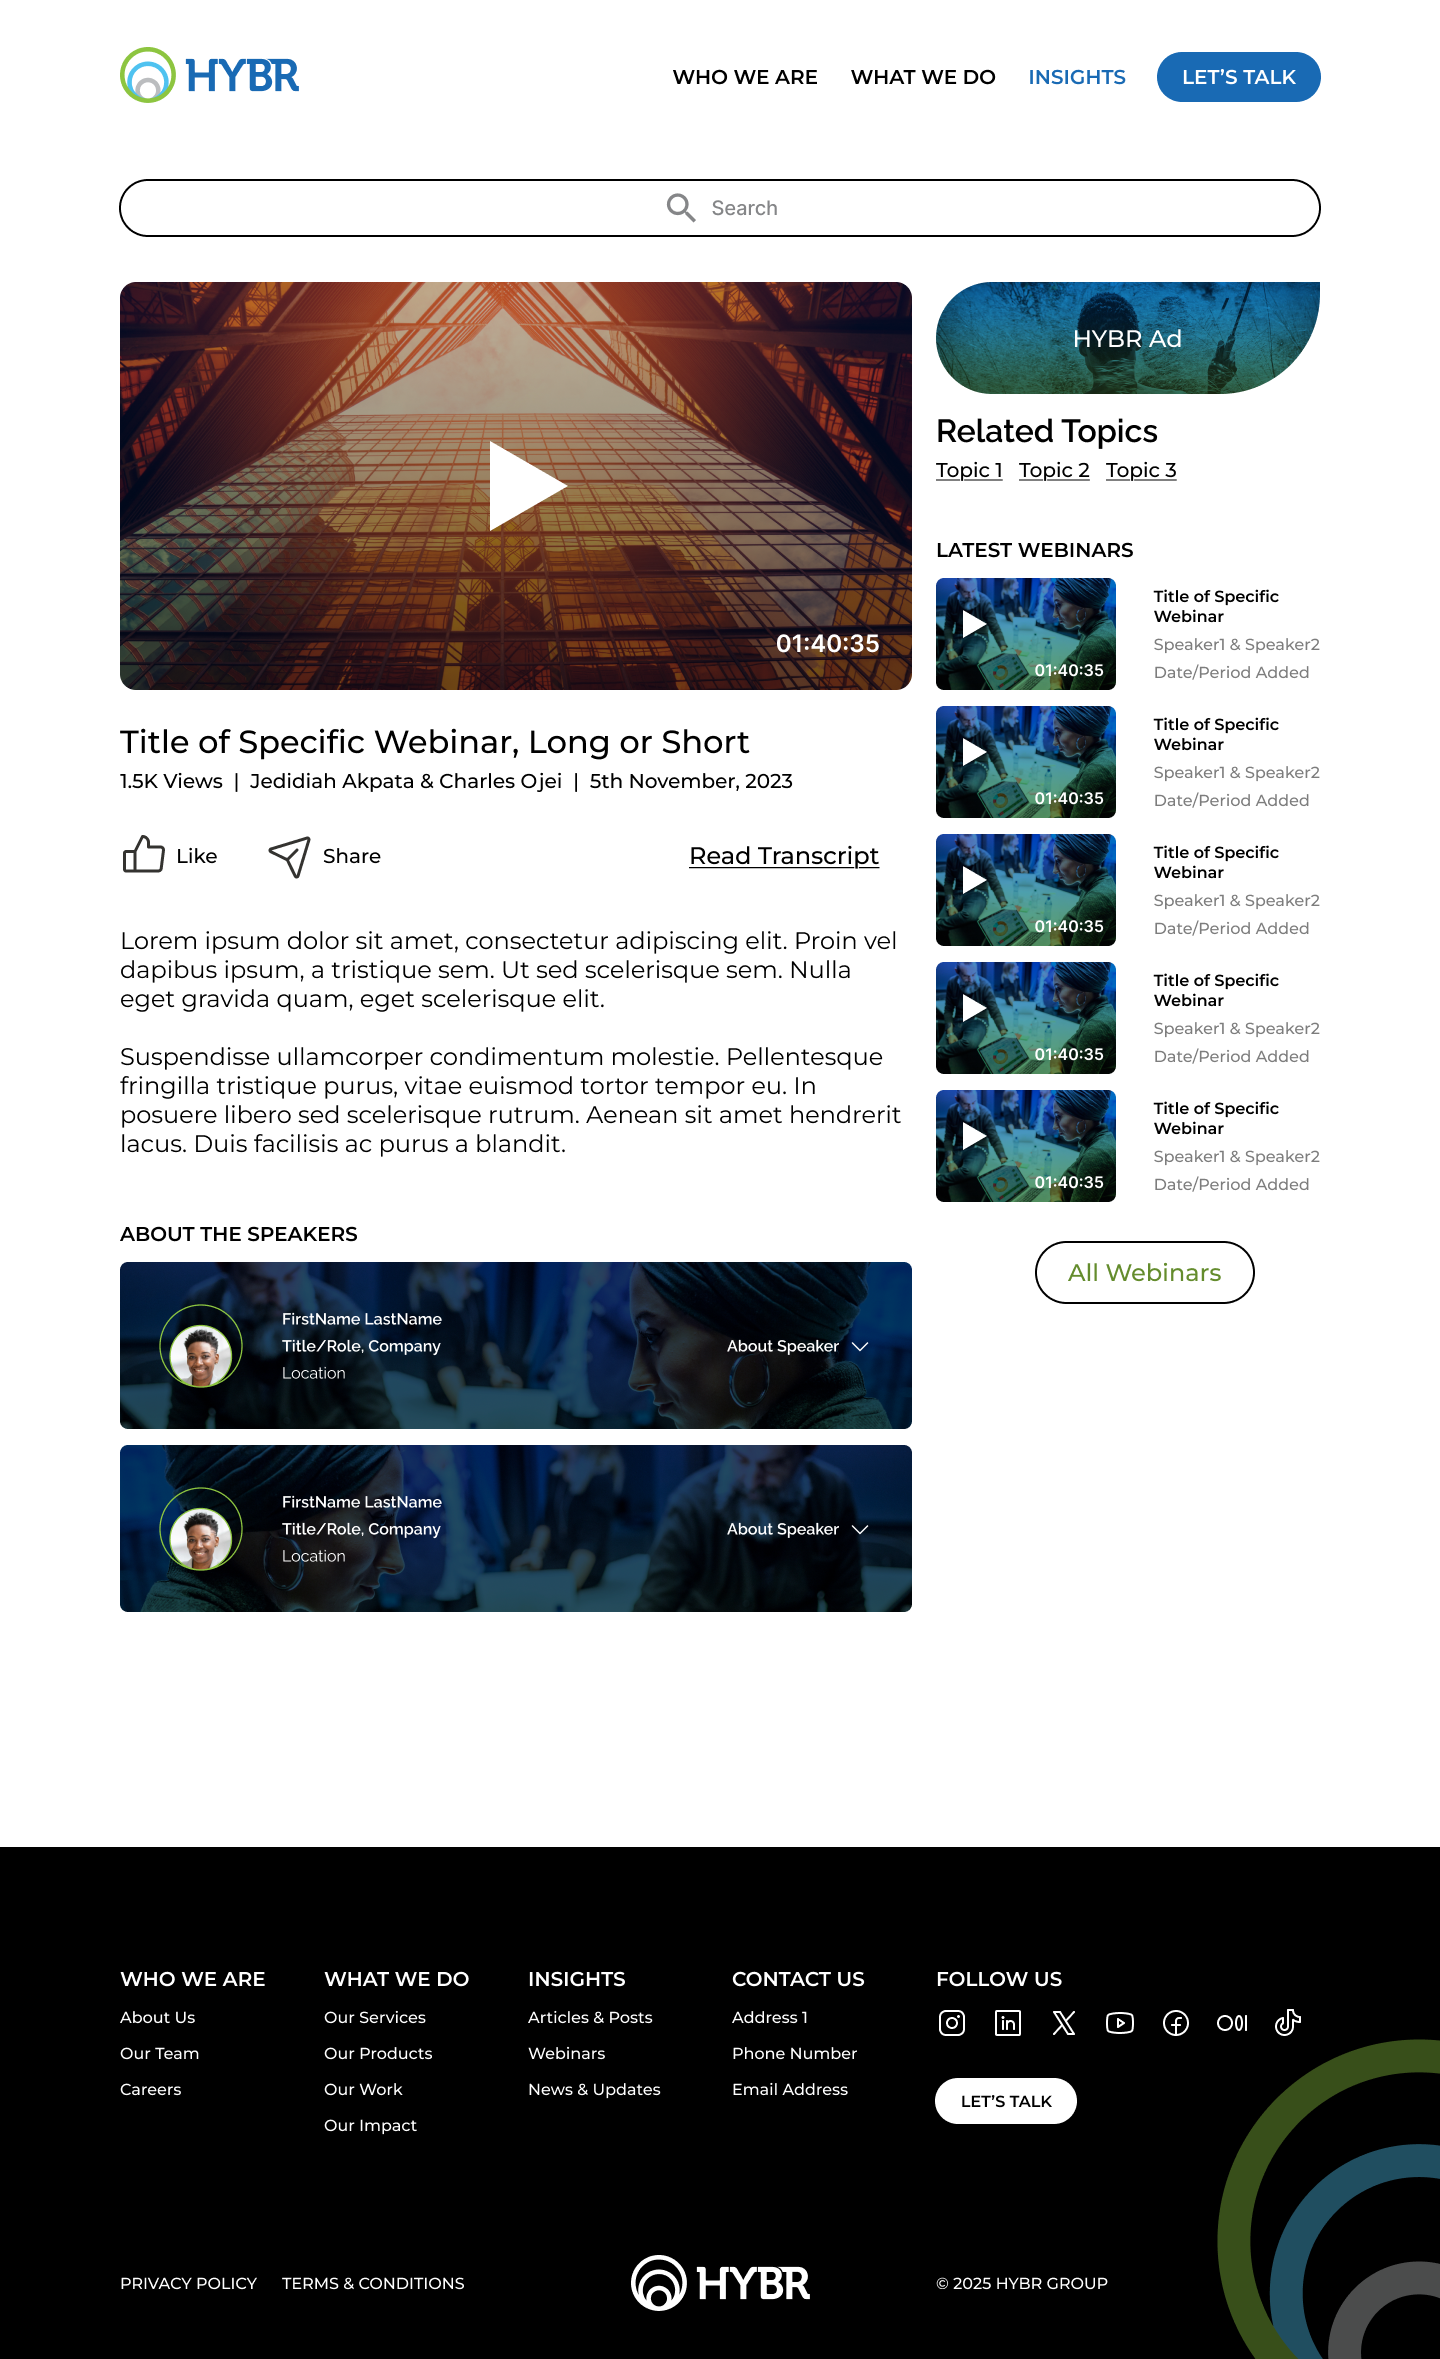 HYBR
WHO WE ARE
WHAT WE DO
INSIGHTS
LET'S TALK
Search
01:40:35
Title of Specific Webinar, Long or Short
1.5K Views | Jedidiah Akpata & Charles Ojei | 5th November, 2023
Like
Share
Read Transcript
Lorem ipsum dolor sit amet, consectetur adipiscing elit. Proin vel
dapibus ipsum, a tristique sem. Ut sed scelerisque sem. Nulla
eget gravida quam, eget scelerisque elit.
Suspendisse ullamcorper condimentum molestie. Pellentesque
fringilla tristique purus, vitae euismod tortor tempor eu. In
posuere libero sed scelerisque rutrum. Aenean sit amet hendrerit
lacus. Duis facilisis ac purus a blandit.
ABOUT THE SPEAKERS
FirstName LastName
Title/Role, Company
Location
About Speaker
FirstName LastName
Title/Role, Company
Location
About Speaker
HYBR Ad
Related Topics
Topic 1 Topic 2 Topic 3
LATEST WEBINARS
01:40:35
Title of Specific
Webinar
Speaker1 & Speaker2
Date/Period Added
01:40:35
Title of Specific
Webinar
Speaker1 & Speaker2
Date/Period Added
01:40:35
Title of Specific
Webinar
Speaker1 & Speaker2
Date/Period Added
01:40:35
Title of Specific
Webinar
Speaker1 & Speaker2
Date/Period Added
01:40:35
Title of Specific
Webinar
Speaker1 & Speaker2
Date/Period Added
All Webinars
WHO WE ARE
About Us
Our Team
Careers
WHAT WE DO
Our Services
Our Products
Our Work
Our Impact
INSIGHTS
Articles & Posts
Webinars
News & Updates
CONTACT US
Address 1
Phone Number
Email Address
FOLLOW US
LET'S TALK
PRIVACY POLICY
TERMS & CONDITIONS
HYBR
© 2025 HYBR GROUP